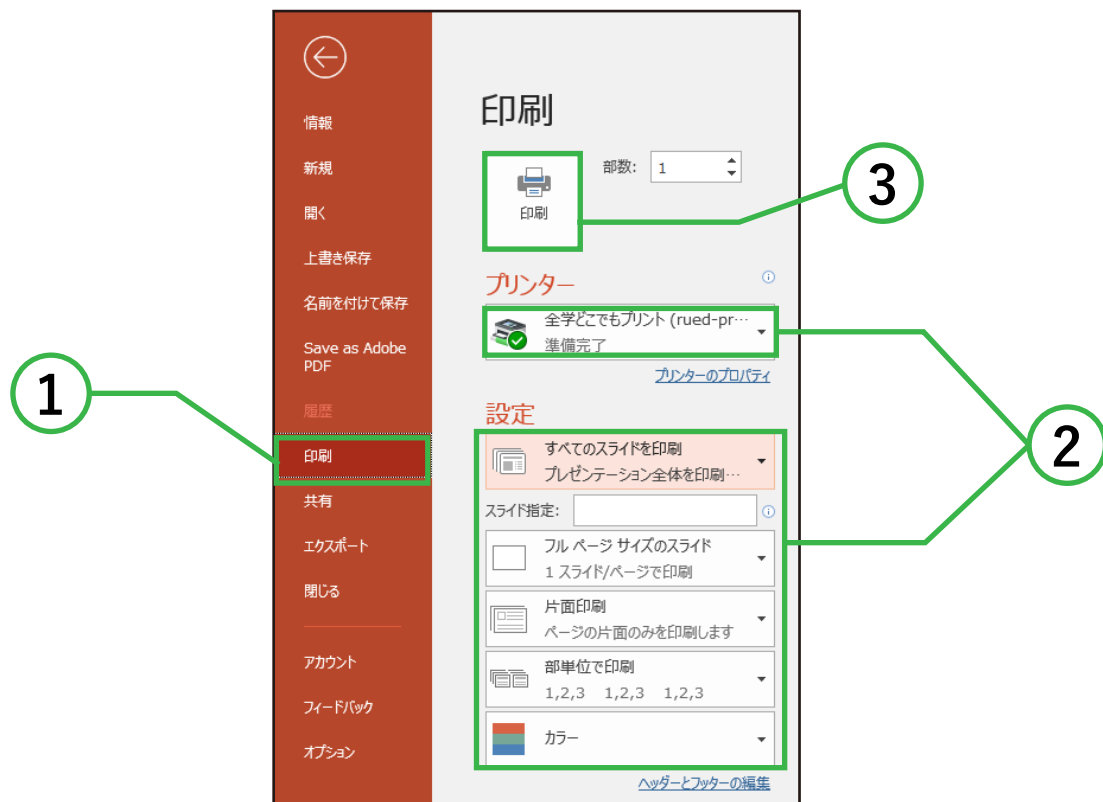 情報
新規
開く
上書き保存
名前を付けて保存
Save as Adobe
PDF
履歴
印刷
共有
エクスポート
閉じる
アカウント
フィードバック
オプション
印刷
印刷
部数: 1
プリンター
全学どこでもプリント (rued-pr…
準備完了
プリンターのプロパティ
設定
すべてのスライドを印刷
プレゼンテーション全体を印刷…
スライド指定:
フル ページ サイズのスライド
1 スライド/ページで印刷
片面印刷
ページの片面のみを印刷します
部単位で印刷
1,2,3 1,2,3 1,2,3
カラー
ヘッダーとフッターの編集
1
3
2